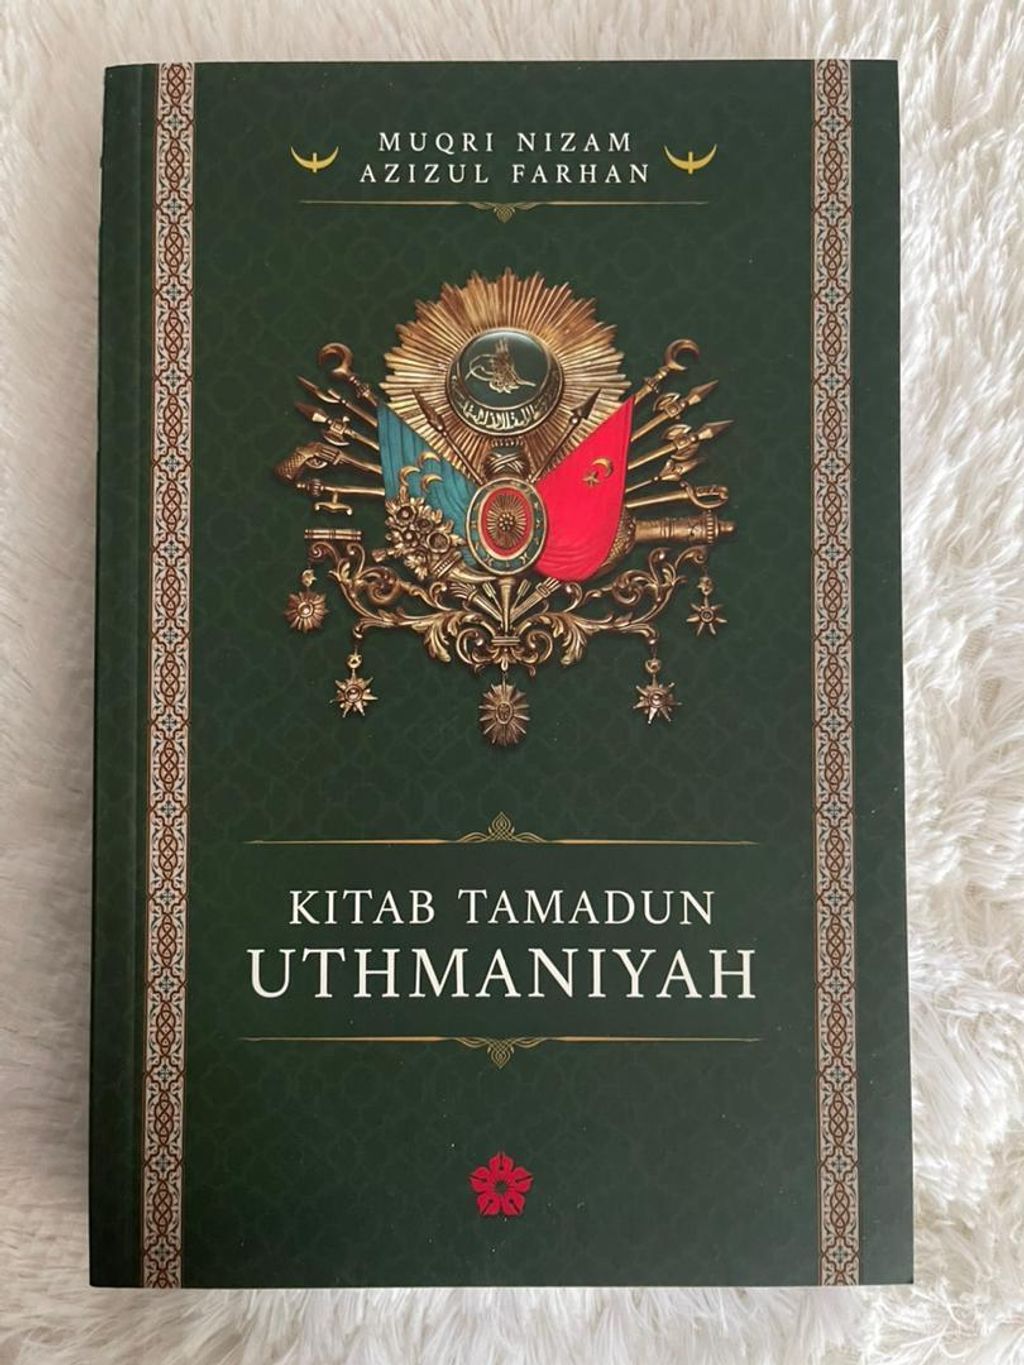 MUQRI NIZAM
AZIZUL FARHAN
KITAB TAMADUN
UTHMANIYAH